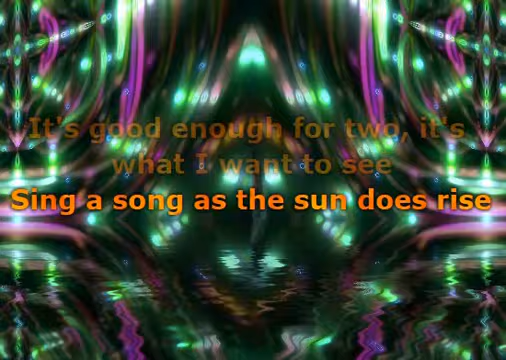 It's good enough for two, it's
what I want to see
Sing a song as the sun does rise